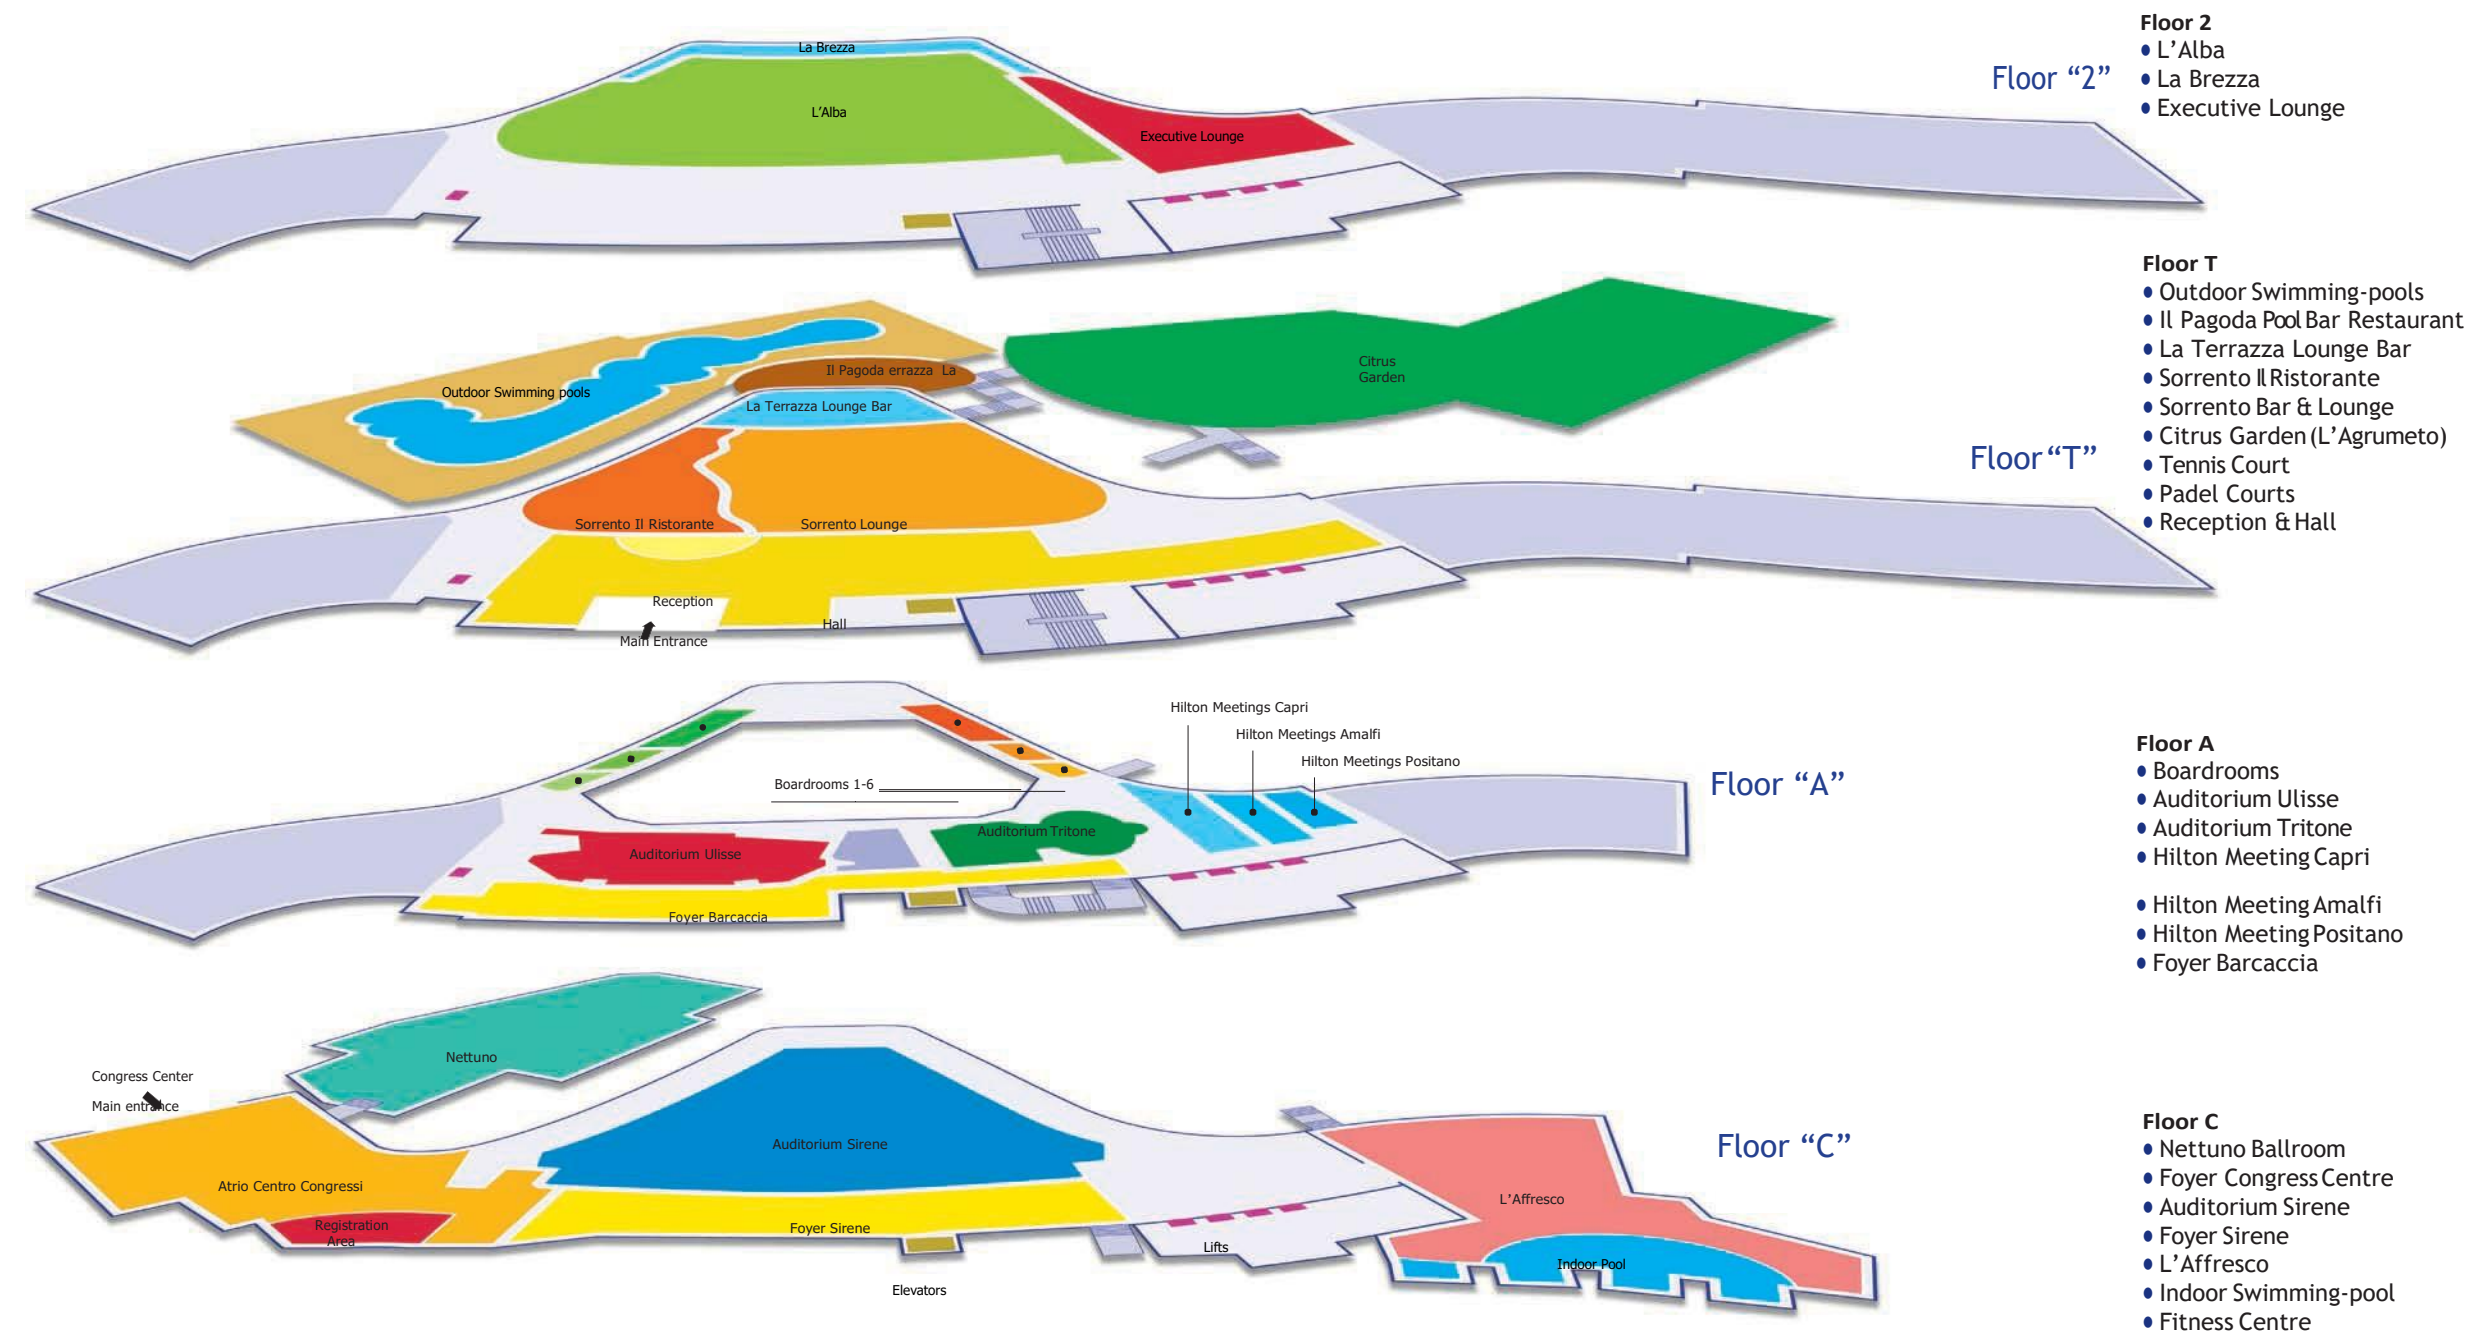 La Brezza
L'Alba
Executive Lounge
Floor “2”
Floor 2
• L'Alba
• La Brezza
• Executive Lounge
Outdoor Swimming pools
Il Pagoda errazza La
La Terrazza Lounge Bar
Citrus
Garden
Sorrento Il Ristorante
Sorrento Lounge
Reception
Hall
Main Entrance
Floor “T”
Floor T
• Outdoor Swimming-pools
• Il Pagoda Pool Bar Restaurant
• La Terrazza Lounge Bar
• Sorrento Il Ristorante
• Sorrento Bar & Lounge
• Citrus Garden (L'Agrumeto)
• Tennis Court
• Padel Courts
• Reception & Hall
Hilton Meetings Capri
Hilton Meetings Amalfi
Hilton Meetings Positano
Boardrooms 1-6
Auditorium Tritone
Auditorium Ulisse
Foyer Barcaccia
Floor “A”
Floor A
• Boardrooms
• Auditorium Ulisse
• Auditorium Tritone
• Hilton Meeting Capri
• Hilton Meeting Amalfi
• Hilton Meeting Positano
• Foyer Barcaccia
Nettuno
Congress Center
Main entrance
Auditorium Sirene
Atrio Centro Congressi
Registration
Area
Foyer Sirene
Lifts
Elevators
L'Affresco
Indoor Pool
Floor “C”
Floor C
• Nettuno Ballroom
• Foyer Congress Centre
• Auditorium Sirene
• Foyer Sirene
• L'Affresco
• Indoor Swimming-pool
• Fitness Centre